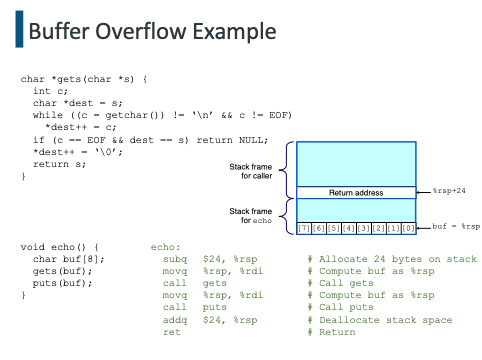 Buffer Overflow Example
char *gets(char *s) {
int c;
char *dest = s;
while ((c = getchar()) != ‘\n’ && c != EOF)
*dest++ = c;
if (c == EOF && dest == s) return NULL;
*dest++ = ‘\0’;
return s;
}
Stack frame
for caller
Return address
%rsp+24
Stack frame
for echo
[7][6][5][4][3][2][1][0]
buf = %rsp
void echo() {
char buf[8];
gets(buf);
puts(buf);
}
echo:
subq $24, %rsp # Allocate 24 bytes on stack
movq %rsp, %rdi # Compute buf as %rsp
call gets # Call gets
movq %rsp, %rdi # Compute buf as %rsp
call puts # Call puts
addq $24, %rsp # Deallocate stack space
ret # Return